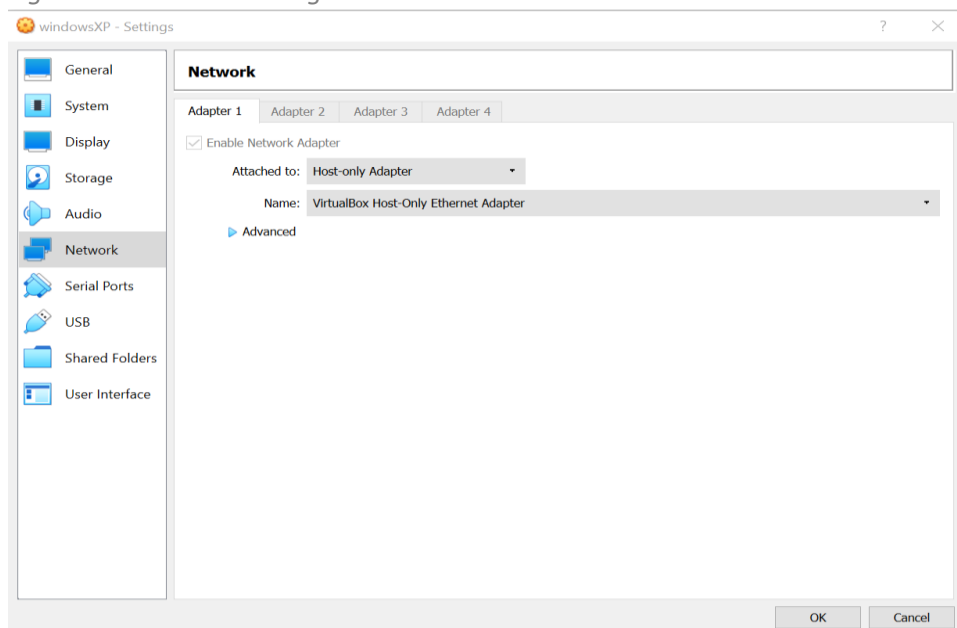 windowsXP - Settings
?
General
System
Display
Storage
Audio
Network
Serial Ports
USB
Shared Folders
User Interface
Network
Adapter 1 Adapter 2 Adapter 3 Adapter 4
Enable Network Adapter
Attached to: Host-only Adapter
Name: VirtualBox Host-Only Ethernet Adapter
Advanced
OK Cancel